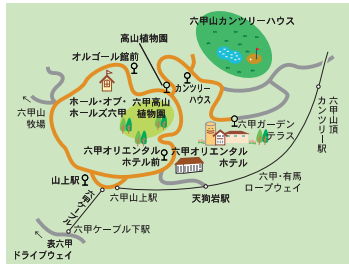 六甲山カンツリーハウス
高山植物園
オルゴール館前
カンツリー
ハウス
ホール・オブ・
ホールズ六甲
六甲高山
植物園
六甲山
牧場
六甲ガーデン
テラス
六甲山頂
カンツリー駅
六甲オリエンタル
ホテル前
六甲オリエンタル
ホテル
山上駅
六甲・有馬
ロープウェイ
六甲山上駅
天狗岩駅
六甲ケーブル
六甲ケーブル下駅
表六甲
ドライブウェイ